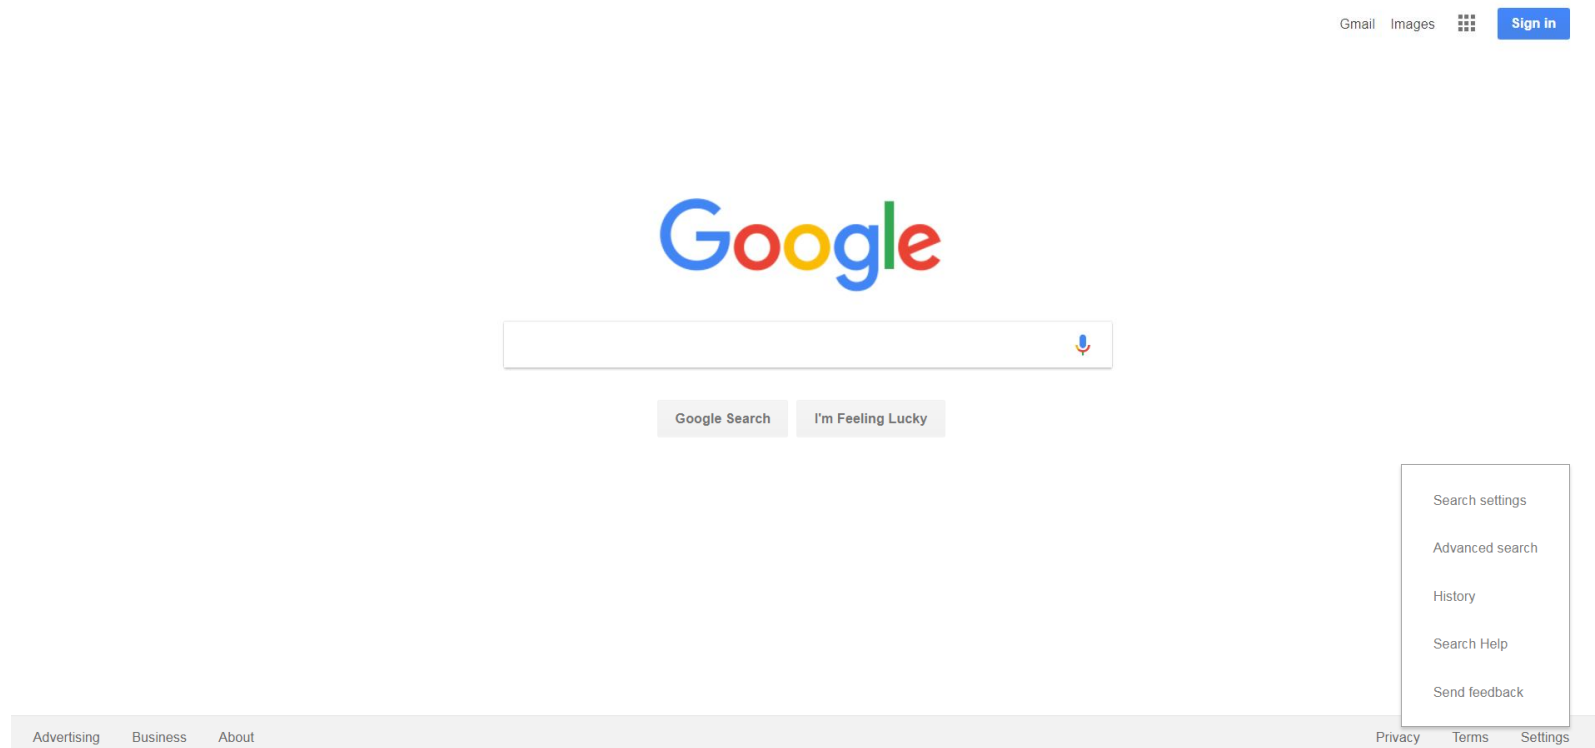 Gmail Images Sign in
Google
Google Search I'm Feeling Lucky
Search settings
Advanced search
History
Search Help
Send feedback
Advertising Business About Privacy Terms Settings